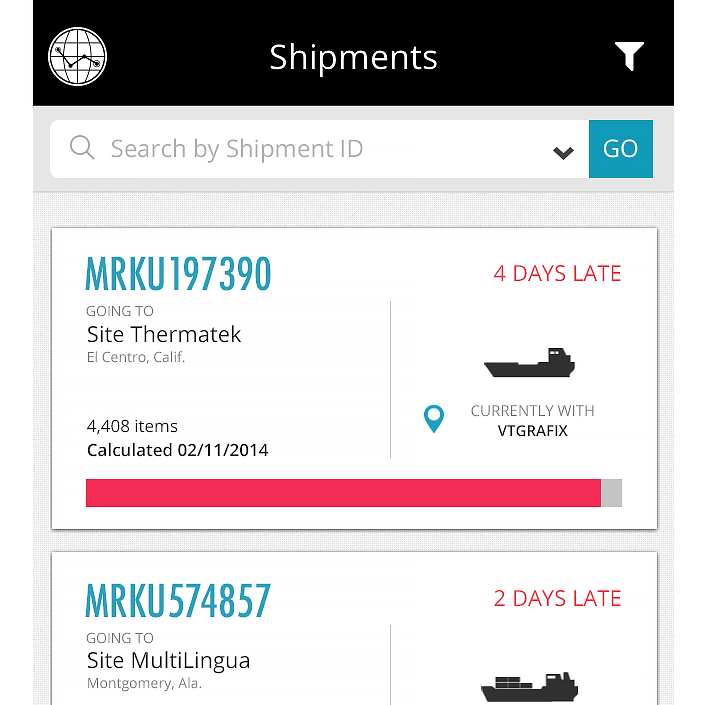 Shipments
Search by Shipment ID
GO
MRKU197390
4 DAYS LATE
GOING TO
Site Thermatek
El Centro, Calif.
4,408 items
Calculated 02/11/2014
CURRENTLY WITH
VTGRAFIX
MRKU574857
2 DAYS LATE
GOING TO
Site MultiLingua
Montgomery, Ala.